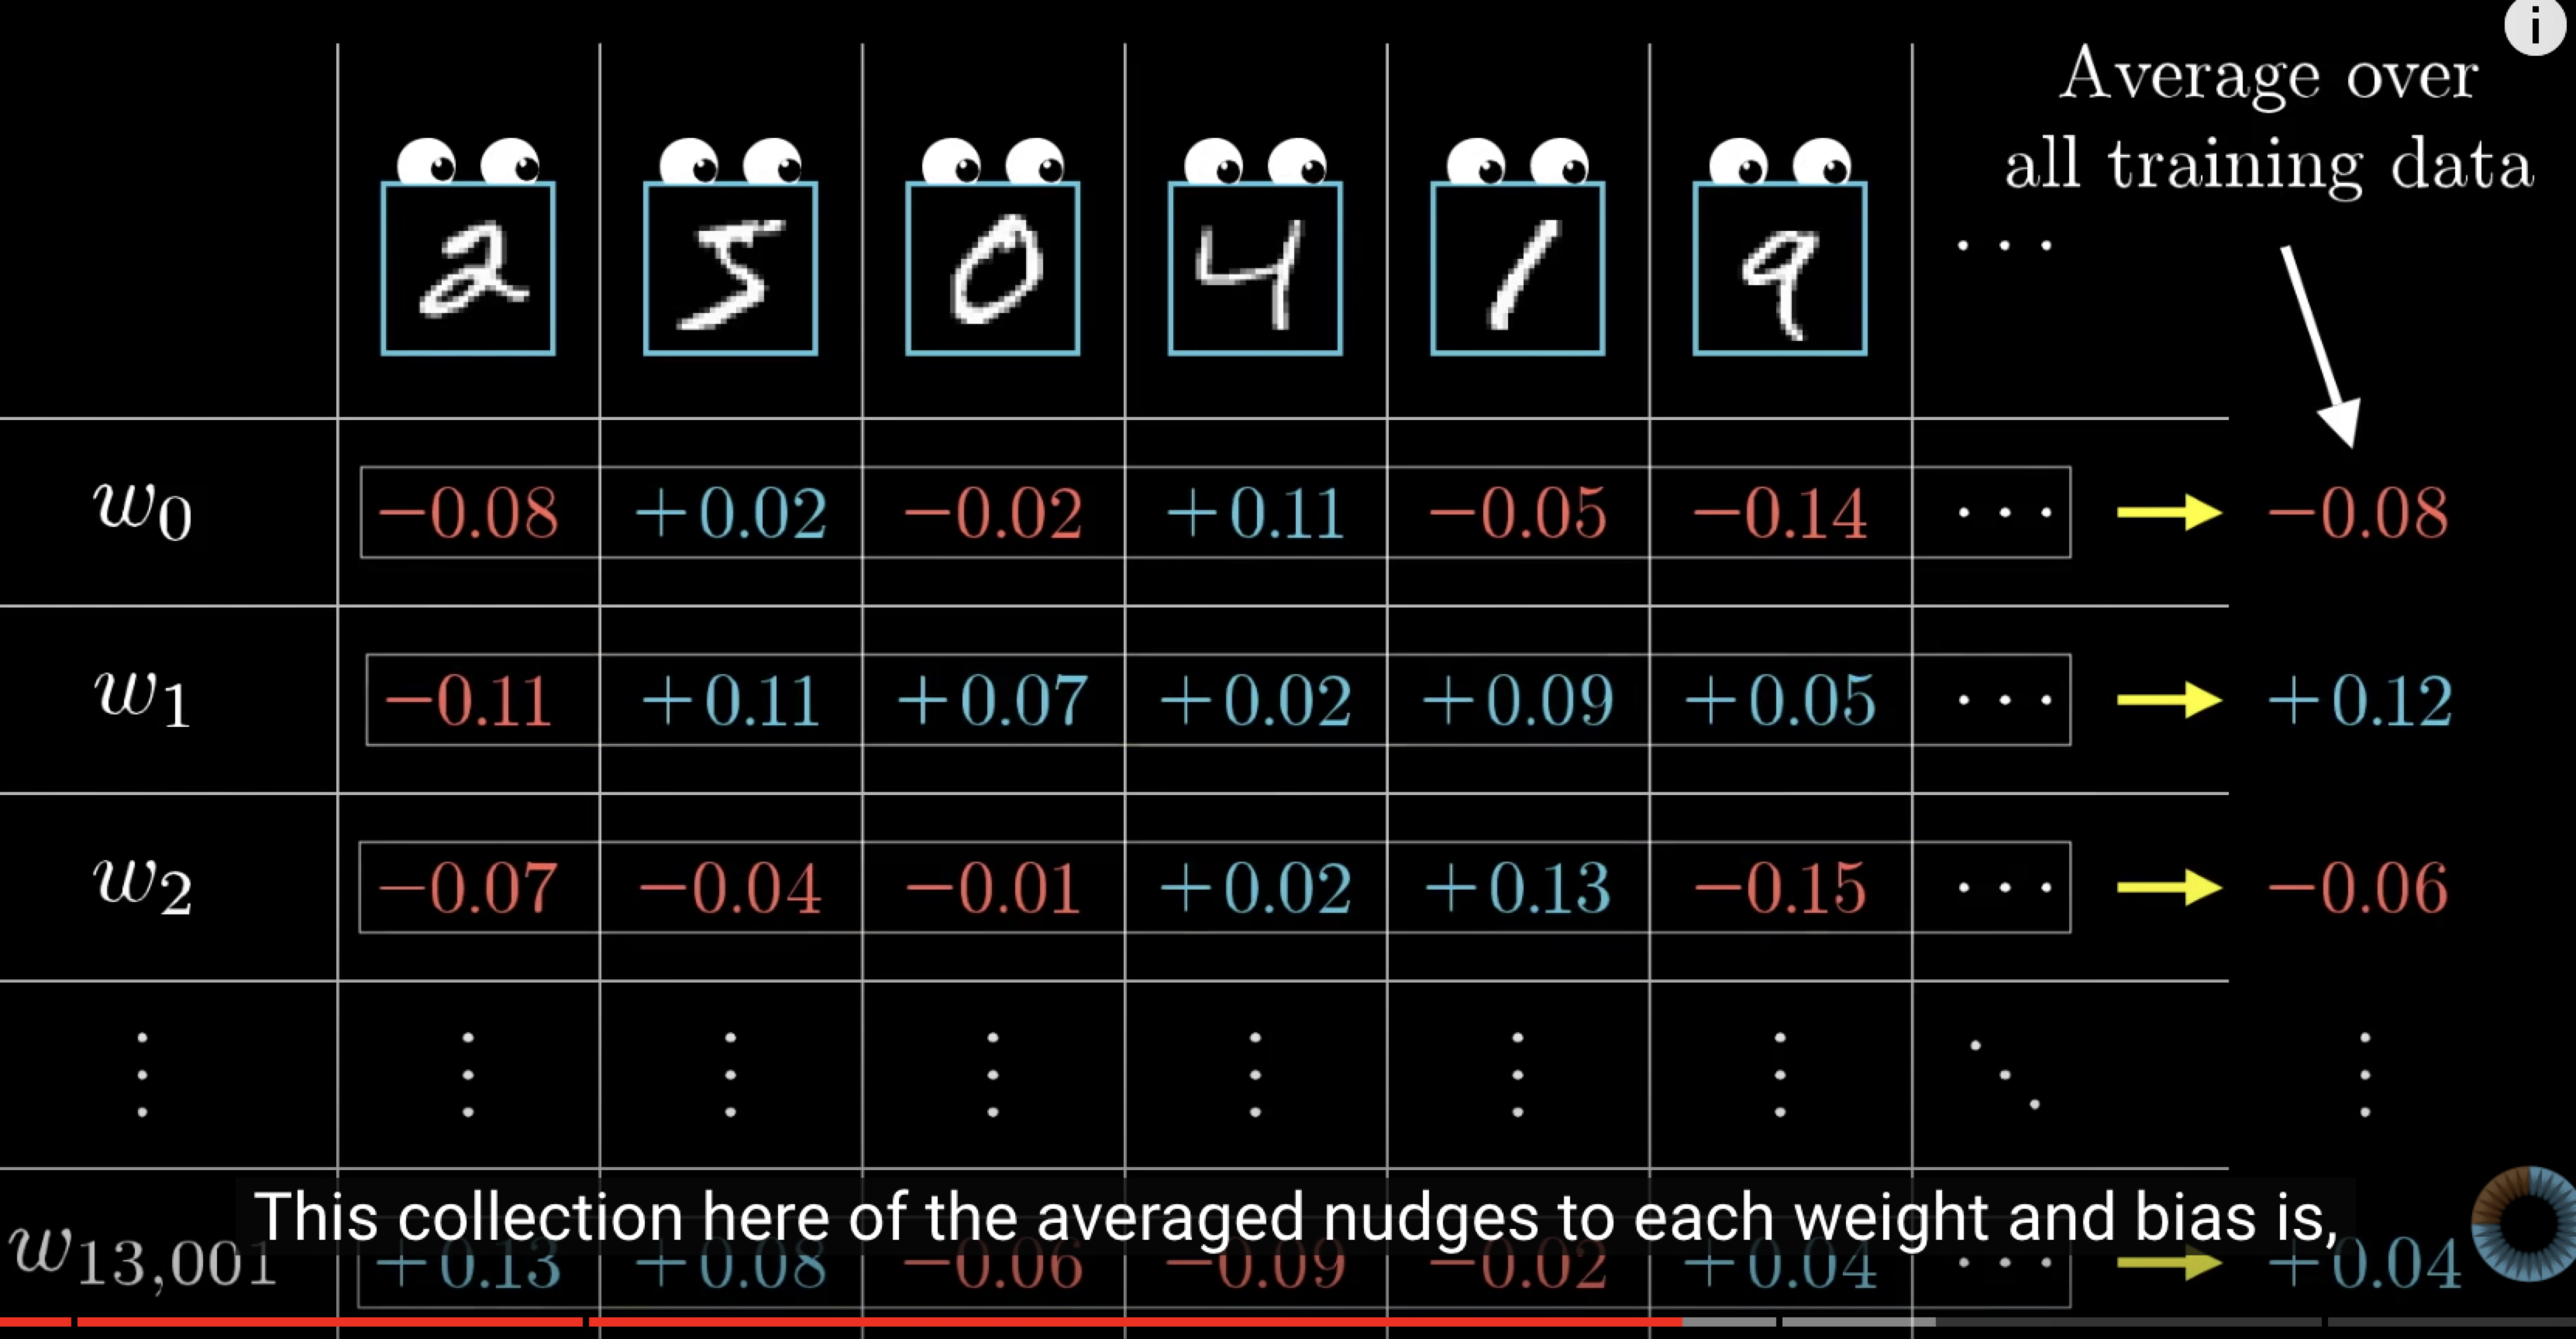 i
Average over
all training data
2 5 0 4 1 9 ...
w₀ −0.08 +0.02 −0.02 +0.11 −0.05 −0.14 ... → −0.08
w₁ −0.11 +0.11 +0.07 +0.02 +0.09 +0.05 ... → +0.12
w₂ −0.07 −0.04 −0.01 +0.02 +0.13 −0.15 ... → −0.06
This collection here of the averaged nudges to each weight and bias is,
w₁₃,₀₀₁ +0.13 +0.08 −0.06 −0.09 −0.02 +0.04 ... → +0.04